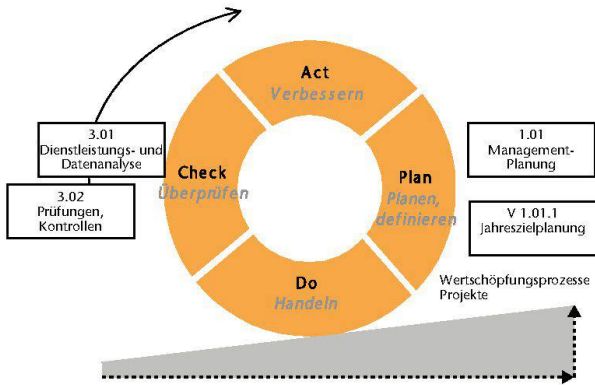 Act
Verbessern
3.01
Dienstleistungs- und
Datenanalyse
3.02
Prüfungen,
Kontrollen
Check
Überprüfen
Plan
Planen,
definieren
1.01
Management-
Planung
V 1.01.1
Jahreszielplanung
Do
Handeln
Wertschöpfungsprozesse
Projekte